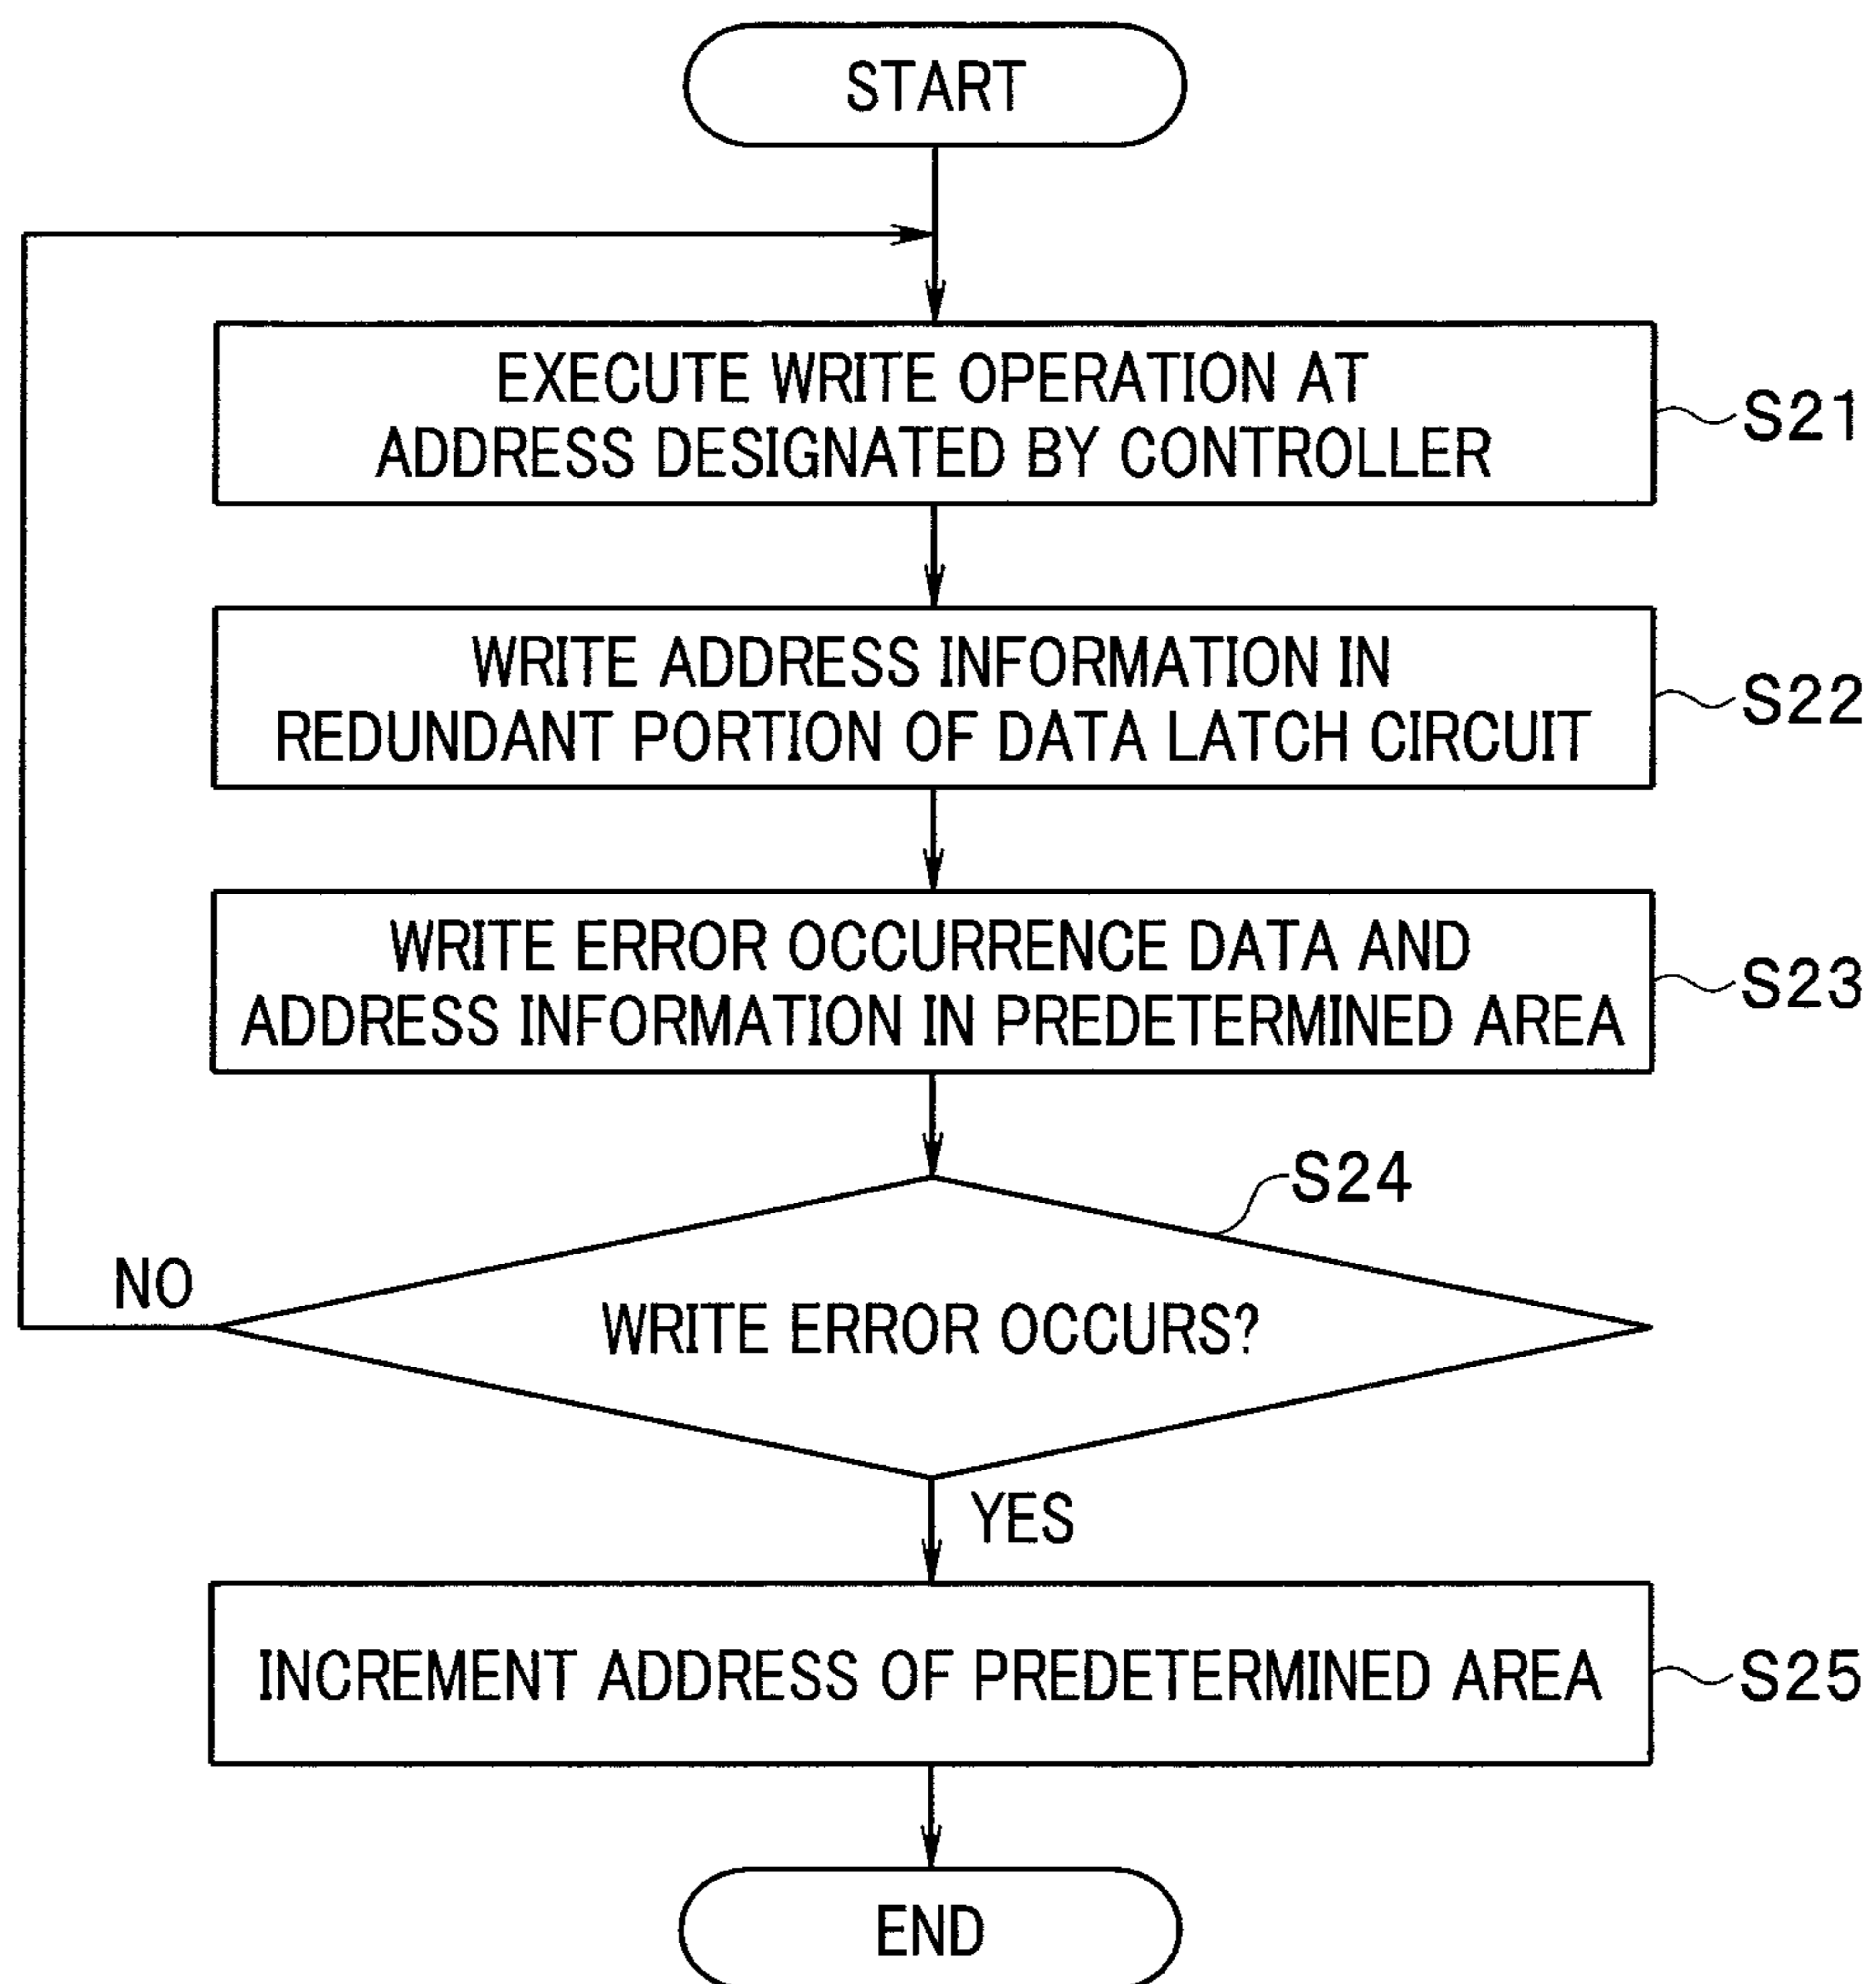 START
EXECUTE WRITE OPERATION AT
ADDRESS DESIGNATED BY CONTROLLER
S21
WRITE ADDRESS INFORMATION IN
REDUNDANT PORTION OF DATA LATCH CIRCUIT
S22
WRITE ERROR OCCURRENCE DATA AND
ADDRESS INFORMATION IN PREDETERMINED AREA
S23
S24
NO
WRITE ERROR OCCURS?
YES
INCREMENT ADDRESS OF PREDETERMINED AREA
S25
END